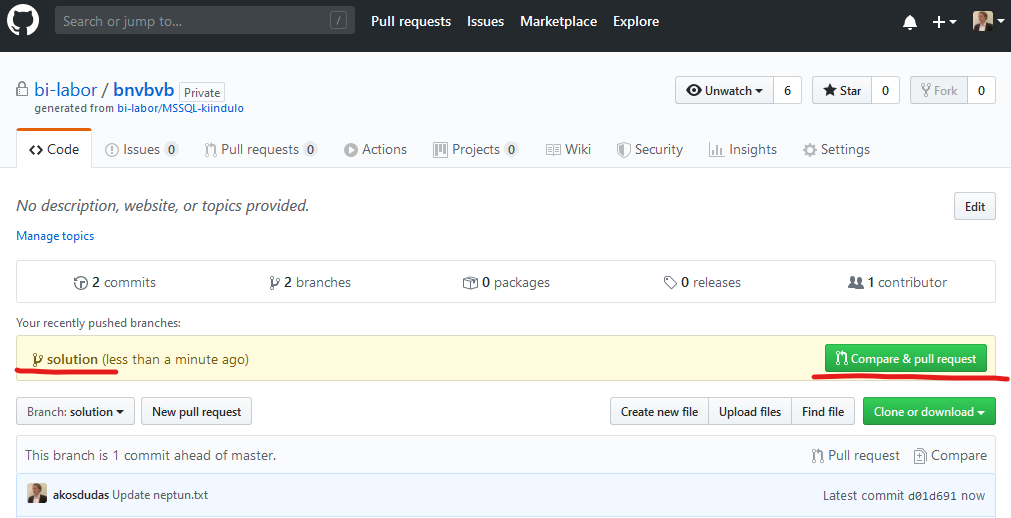 Search or jump to... / Pull requests Issues Marketplace Explore
bi-labor / bnvbvb Private Unwatch 6 Star 0 Fork 0
generated from bi-labor/MSSQL-kiindulo
Code Issues 0 Pull requests 0 Actions Projects 0 Wiki Security Insights Settings
No description, website, or topics provided. Edit
Manage topics
2 commits 2 branches 0 packages 0 releases 1 contributor
Your recently pushed branches:
solution (less than a minute ago) Compare & pull request
Branch: solution New pull request Create new file Upload files Find file Clone or download
This branch is 1 commit ahead of master. Pull request Compare
akosdudas Update neptun.txt Latest commit d01d691 now